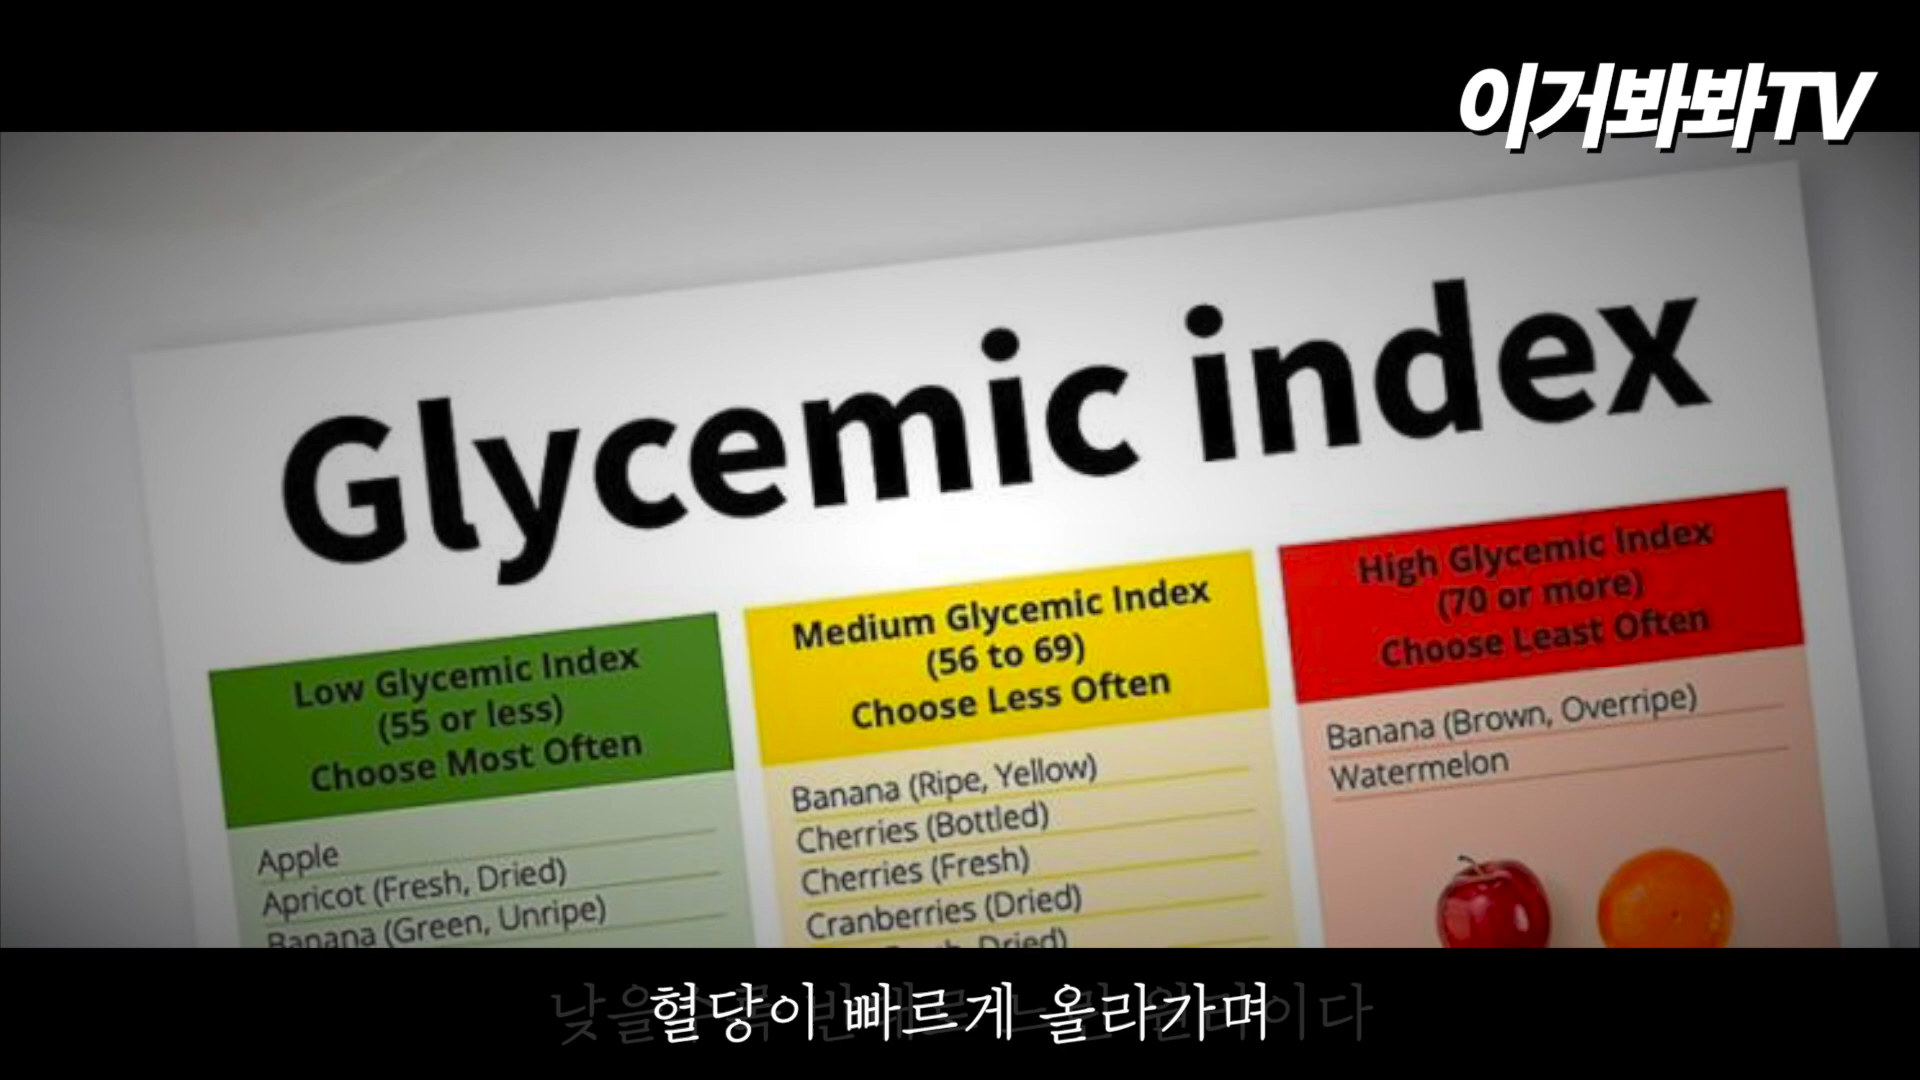 이거봐봐TV
Glycemic index
Low Glycemic Index
(55 or less)
Choose Most Often
Apple
Apricot (Fresh, Dried)
Banana (Green, Unripe)
Medium Glycemic Index
(56 to 69)
Choose Less Often
Banana (Ripe, Yellow)
Cherries (Bottled)
Cherries (Fresh)
Cranberries (Dried)
Dried)
High Glycemic Index
(70 or more)
Choose Least Often
Banana (Brown, Overripe)
Watermelon
혈당이 빠르게 올라가며